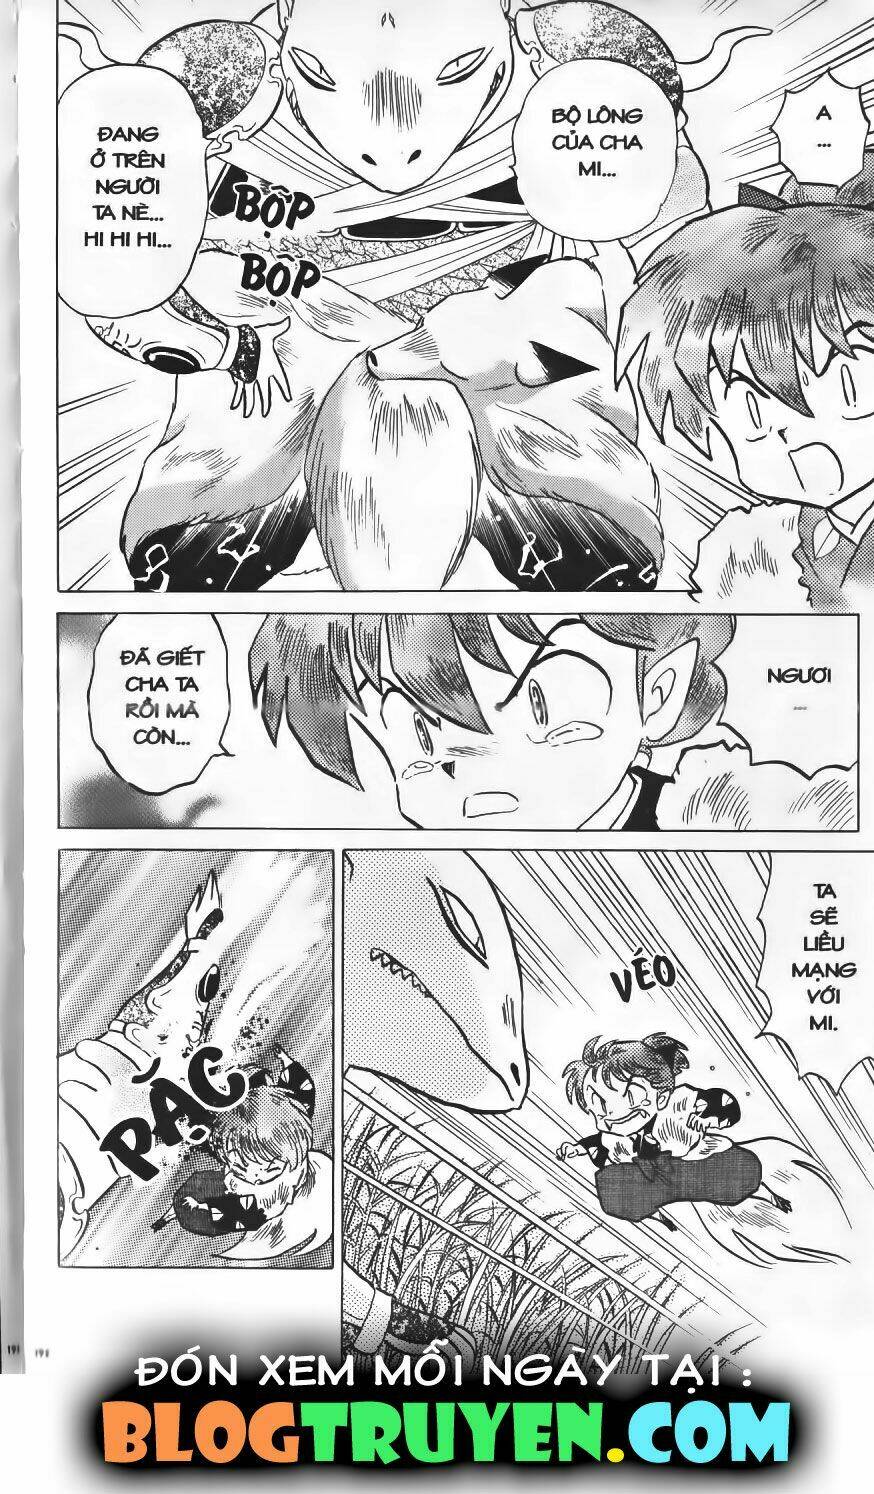 A
...
BỘ LÔNG
CỦA CHA
MI...
ĐANG
Ở TRÊN
NGƯỜI
TA NÈ...
HI HI HI...
BỘP
BỘP
NGƯƠI
...
ĐÃ GIẾT
CHA TA
RỒI MÀ
CÒN...
TA
SẼ
LIỀU
MẠNG
VỚI
MI.
VÉO
PẶC
191
191
ĐÓN XEM MỖI NGÀY TẠI :
BLOGTRUYEN.COM